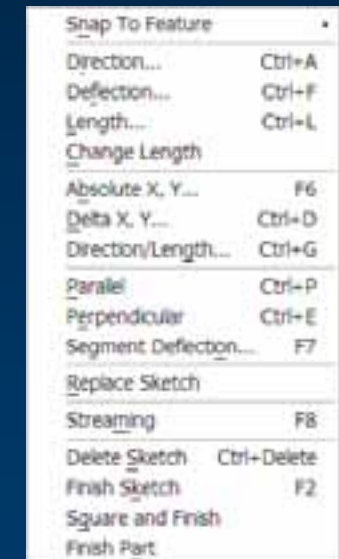 Snap To Feature
Direction... Ctrl+A
Deflection... Ctrl+F
Length... Ctrl+L
Change Length
Absolute X, Y... F6
Delta X, Y... Ctrl+D
Direction/Length... Ctrl+G
Parallel Ctrl+P
Perpendicular Ctrl+E
Segment Deflection... F7
Replace Sketch
Streaming F8
Delete Sketch Ctrl+Delete
Finish Sketch F2
Square and Finish
Finish Part